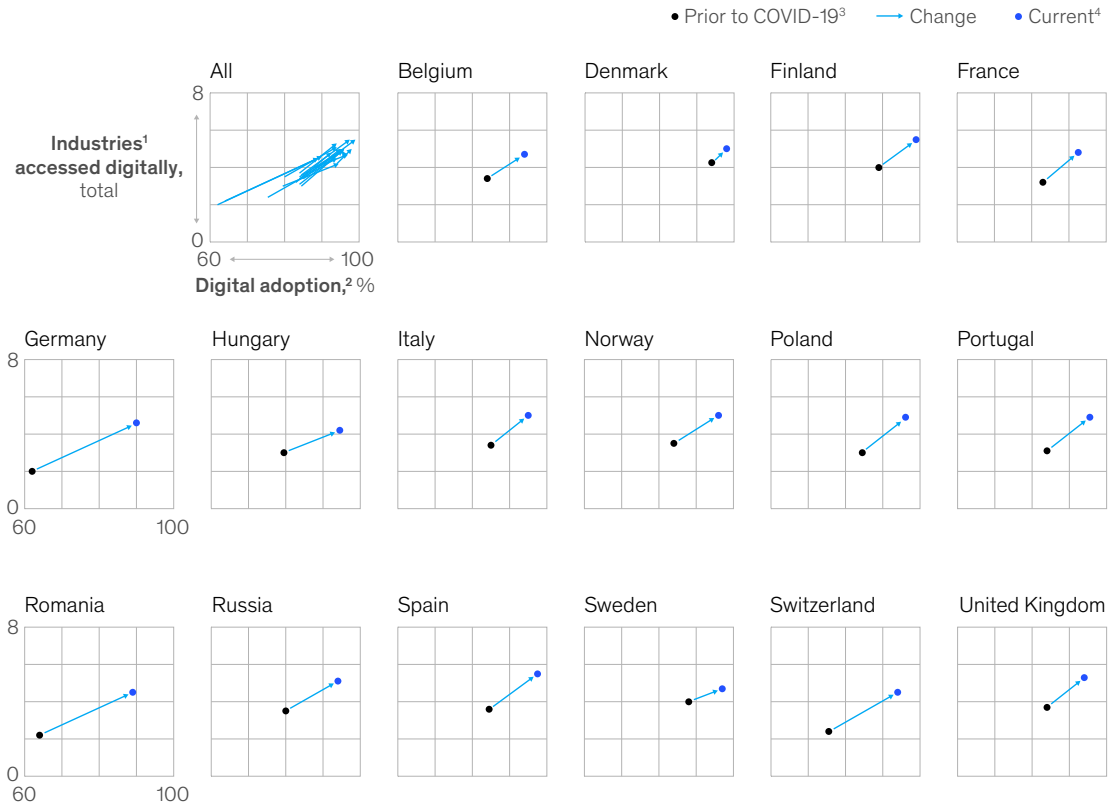 Prior to COVID-19³ Change Current⁴
All Belgium Denmark Finland France
8
Industries¹
accessed digitally,
total
0
60 100
Digital adoption,² %
Germany Hungary Italy Norway Poland Portugal
8
0
60 100
Romania Russia Spain Sweden Switzerland United Kingdom
8
0
60 100